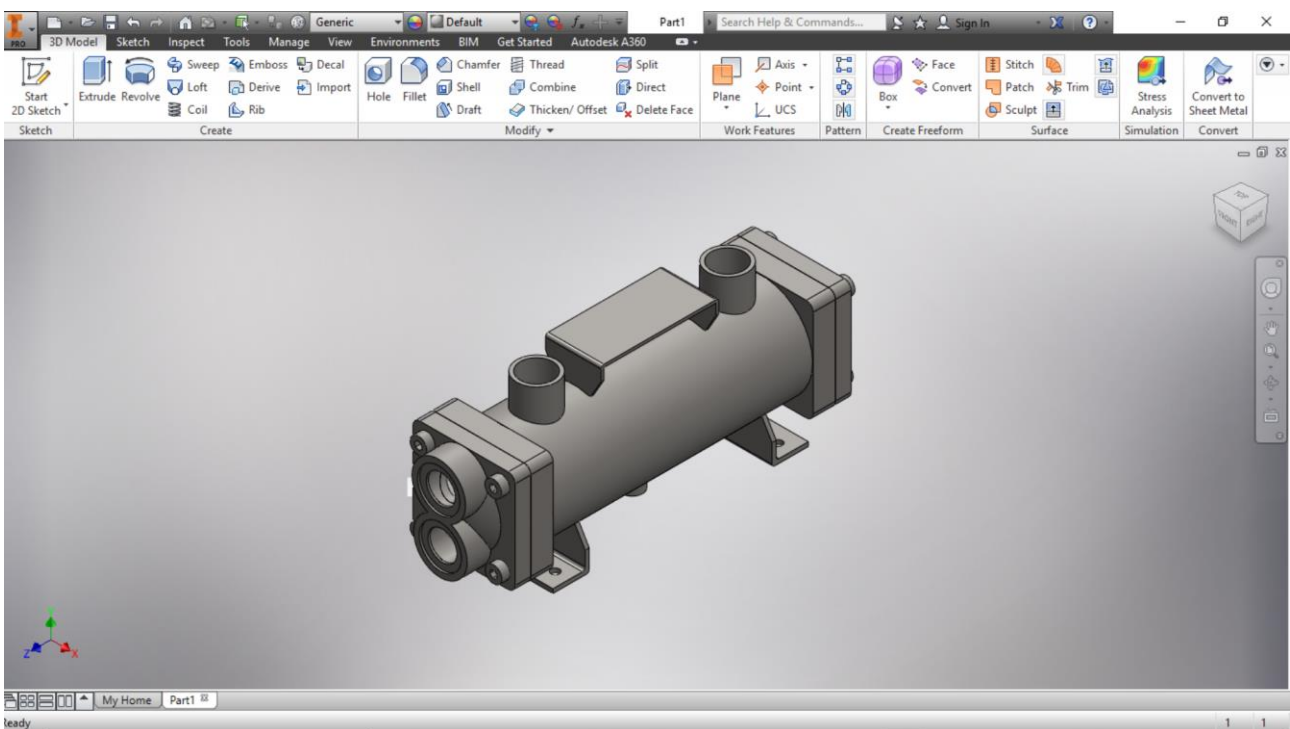 Generic Default Part1 Search Help & Commands... Sign In
PRO 3D Model Sketch Inspect Tools Manage View Environments BIM Get Started Autodesk A360
Start 2D Sketch Extrude Revolve Sweep Emboss Decal Hole Fillet Chamfer Thread Split Plane Axis Box Face Stitch Stress Analysis Convert to Sheet Metal
Loft Derive Import Shell Combine Direct Point Convert Patch Trim
Coil Rib Draft Thicken/ Offset Delete Face UCS Sculpt
Sketch Create Modify Work Features Pattern Create Freeform Surface Simulation Convert
TOP
FRONT RIGHT
Y
Z X
My Home Part1
Ready 1 1